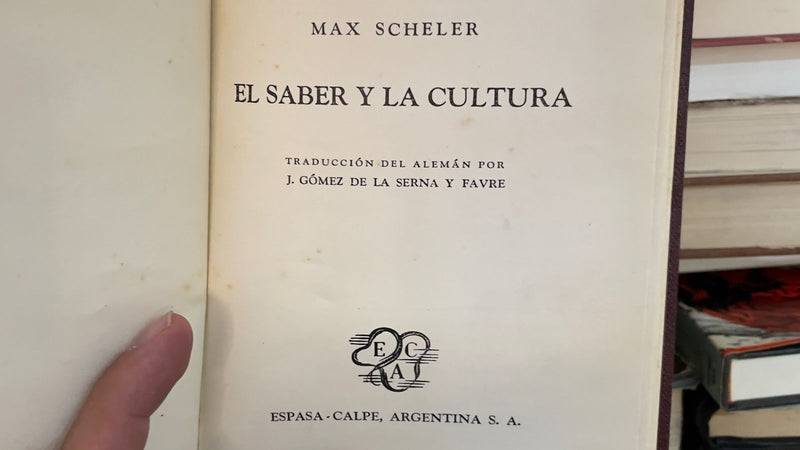 MAX SCHELER
EL SABER Y LA CULTURA
TRADUCCIÓN DEL ALEMÁN POR
J. GÓMEZ DE LA SERNA Y FAVRE
E C
A
ESPASA-CALPE, ARGENTINA S. A.